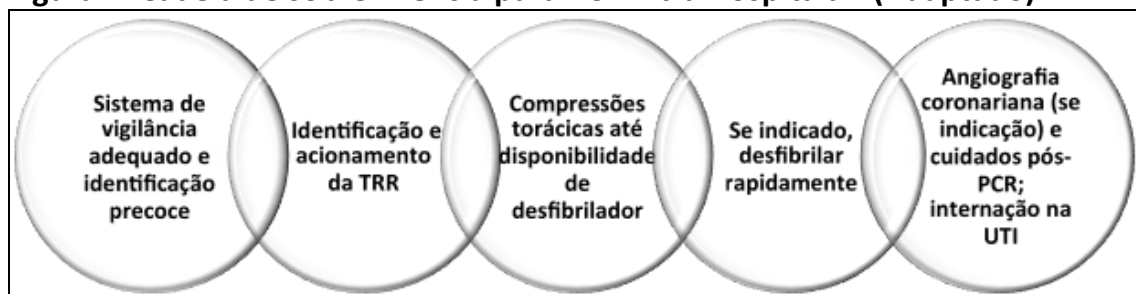 Sistema de
vigilância
adequado e
identificação
precoce
Identificação e
acionamento
da TRR
Compressões
torácicas até
disponibilidade
de
desfibrilador
Se indicado,
desfibrilar
rapidamente
Angiografia
coronariana (se
indicação) e
cuidados pós-
PCR;
internação na
UTI